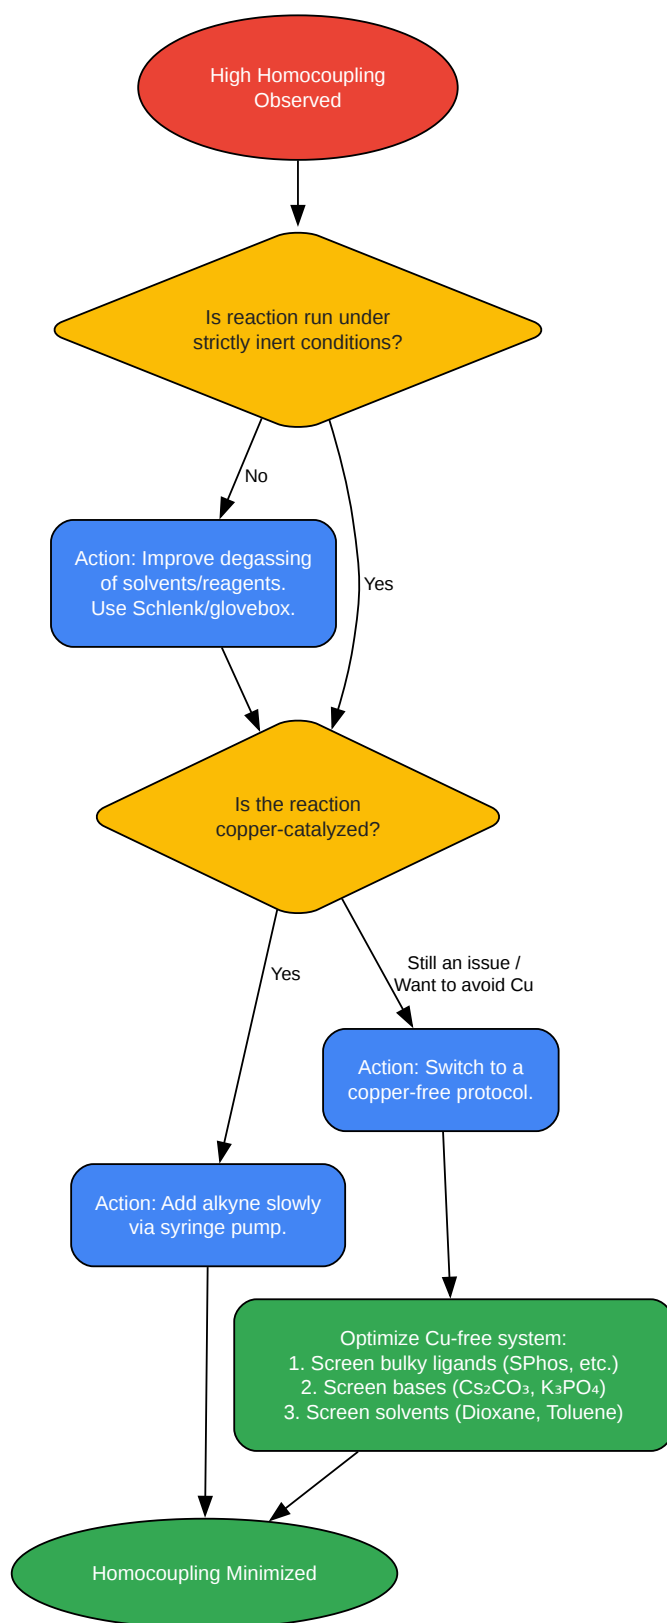 High Homocoupling
Observed
Is reaction run under
strictly inert conditions?
No
Action: Improve degassing
of solvents/reagents.
Use Schlenk/glovebox.
Yes
Is the reaction
copper-catalyzed?
Yes
Still an issue /
Want to avoid Cu
Action: Switch to a
copper-free protocol.
Action: Add alkyne slowly
via syringe pump.
Optimize Cu-free system:
1. Screen bulky ligands (SPhos, etc.)
2. Screen bases (Cs₂CO₃, K₃PO₄)
3. Screen solvents (Dioxane, Toluene)
Homocoupling Minimized